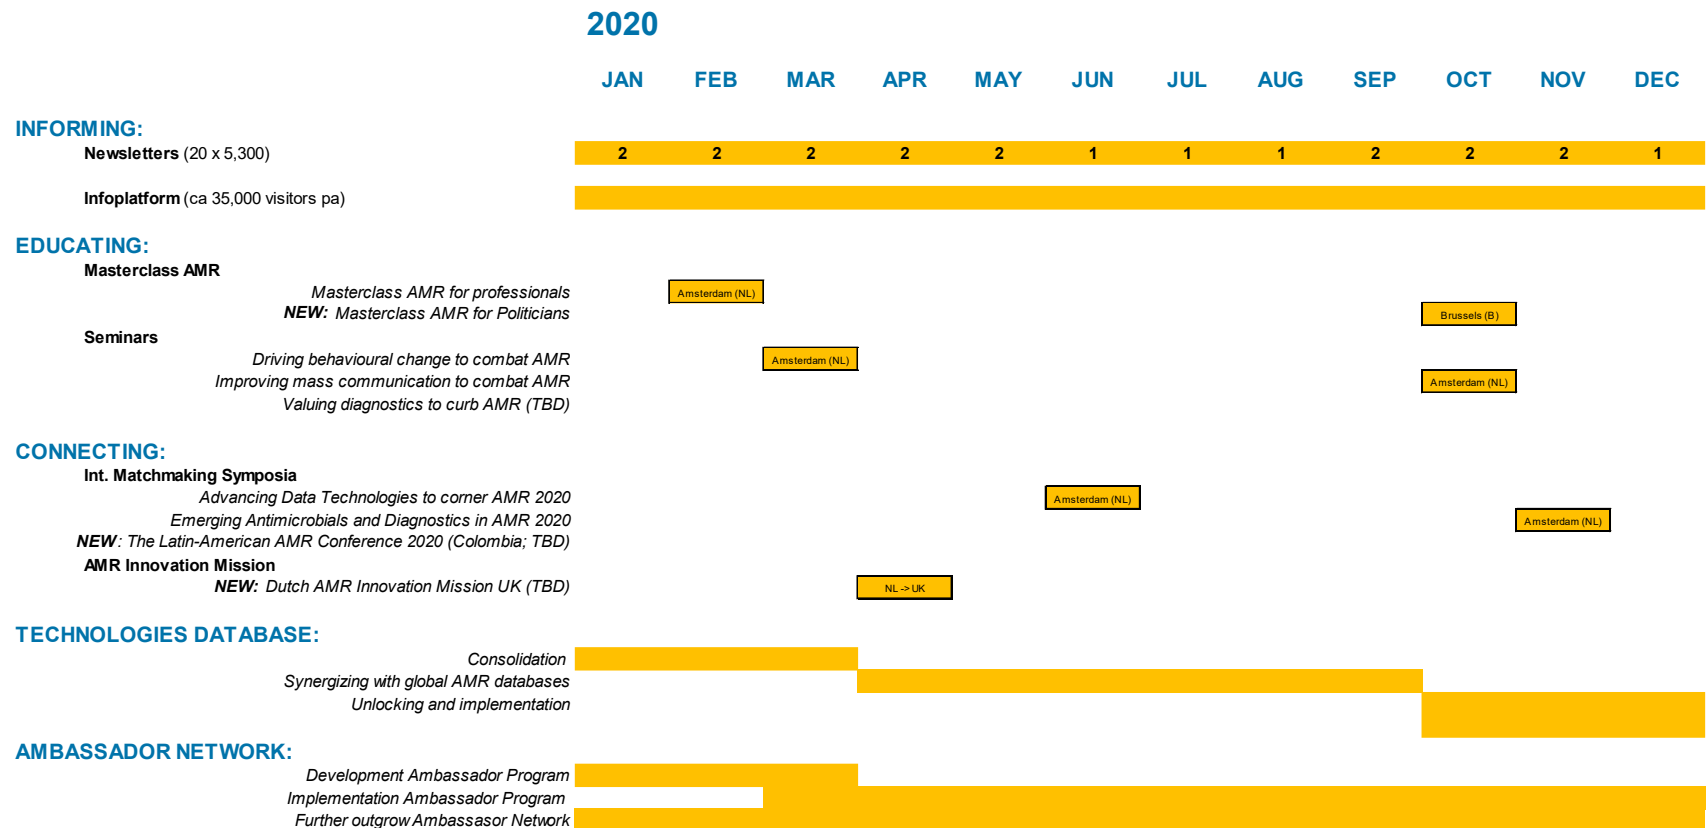 2020
JAN FEB MAR APR MAY JUN JUL AUG SEP OCT NOV DEC
INFORMING:
Newsletters (20 x 5,300) 2 2 2 2 2 1 1 1 2 2 2 1
Infoplatform (ca 35,000 visitors pa)
EDUCATING:
Masterclass AMR
Masterclass AMR for professionals Amsterdam (NL)
NEW: Masterclass AMR for Politicians Brussels (B)
Seminars
Driving behavioural change to combat AMR Amsterdam (NL)
Improving mass communication to combat AMR Amsterdam (NL)
Valuing diagnostics to curb AMR (TBD)
CONNECTING:
Int. Matchmaking Symposia
Advancing Data Technologies to corner AMR 2020 Amsterdam (NL)
Emerging Antimicrobials and Diagnostics in AMR 2020 Amsterdam (NL)
NEW: The Latin-American AMR Conference 2020 (Colombia; TBD)
AMR Innovation Mission
NEW: Dutch AMR Innovation Mission UK (TBD) NL -> UK
TECHNOLOGIES DATABASE:
Consolidation
Synergizing with global AMR databases
Unlocking and implementation
AMBASSADOR NETWORK:
Development Ambassador Program
Implementation Ambassador Program
Further outgrow Ambassasor Network